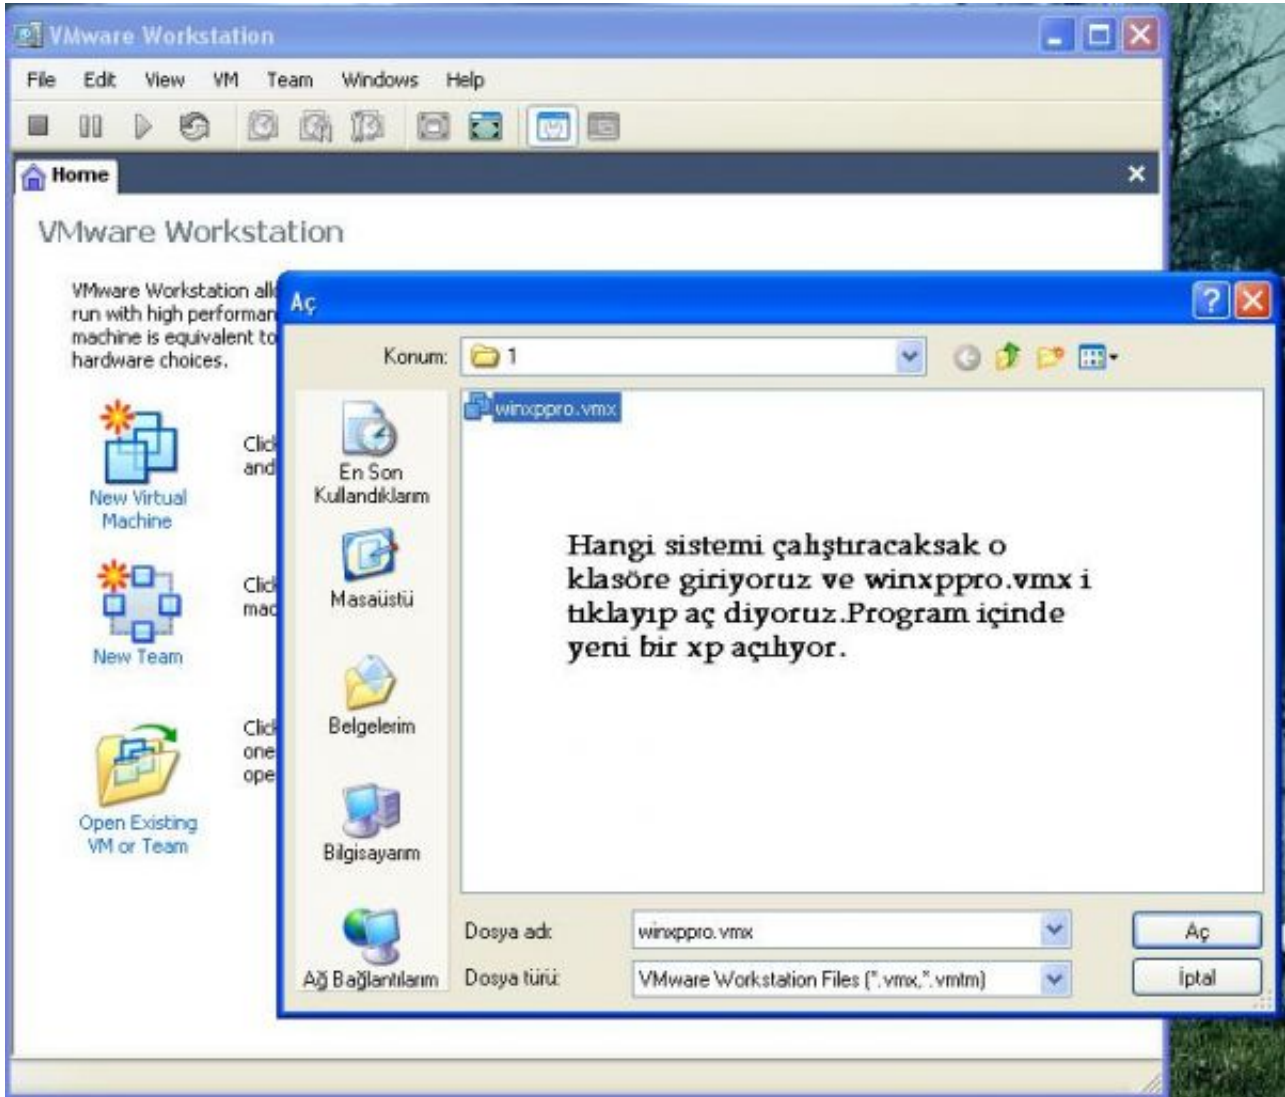 VMware Workstation
File Edit View VM Team Windows Help
Home
VMware Workstation
VMware Workstation
run with high
machine is equivalent to
hardware choices.
New Virtual
Machine
and
New Team
Open Existing
VM or Team
one
Aç
Konum: 1
winxppro.vmx
En Son
Kullandıklarım
Masaüstü
Belgelerim
Bilgisayarım
Ağ Bağlantılarım
Hangi sistemi çalıştıracaksak o
klasöre giriyoruz ve winxppro.vmx i
tıklayıp aç diyoruz.Program içinde
yeni bir xp açılıyor.
Dosya adı: winxppro.vmx Aç
Dosya türü: VMware Workstation Files (*.vmx,*.vmtm) İptal